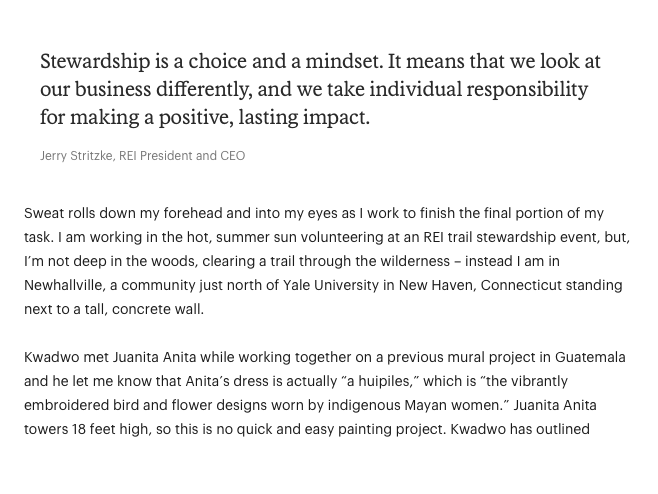 Stewardship is a choice and a mindset. It means that we look at
our business differently, and we take individual responsibility
for making a positive, lasting impact.
Jerry Stritzke, REI President and CEO
Sweat rolls down my forehead and into my eyes as I work to finish the final portion of my
task. I am working in the hot, summer sun volunteering at an REI trail stewardship event, but,
I’m not deep in the woods, clearing a trail through the wilderness – instead I am in
Newhallville, a community just north of Yale University in New Haven, Connecticut standing
next to a tall, concrete wall.
Kwadwo met Juanita Anita while working together on a previous mural project in Guatemala
and he let me know that Anita’s dress is actually “a huipiles,” which is “the vibrantly
embroidered bird and flower designs worn by indigenous Mayan women.” Juanita Anita
towers 18 feet high, so this is no quick and easy painting project. Kwadwo has outlined